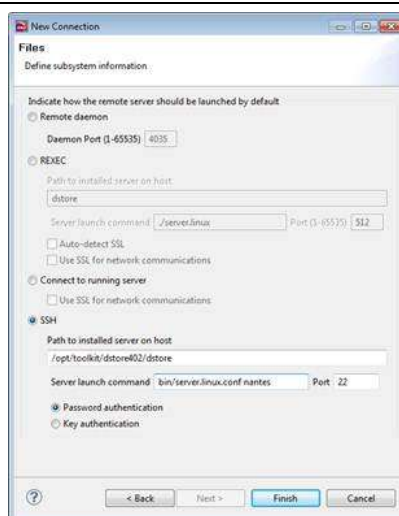 New Connection
Files
Define subsystem information
Indicate how the remote server should be launched by default
Remote daemon
Daemon Port (1-65535) 4035
REXEC
Path to installed server on host
dstore
Server launch command ./server.linux Port (1-65535) 512
Auto-detect SSL
Use SSL for network communications
Connect to running server
Use SSL for network communications
SSH
Path to installed server on host
/opt/toolkit/dstore402/dstore
Server launch command bin/server.linux.conf nantes Port 22
Password authentication
Key authentication
? < Back Next > Finish Cancel